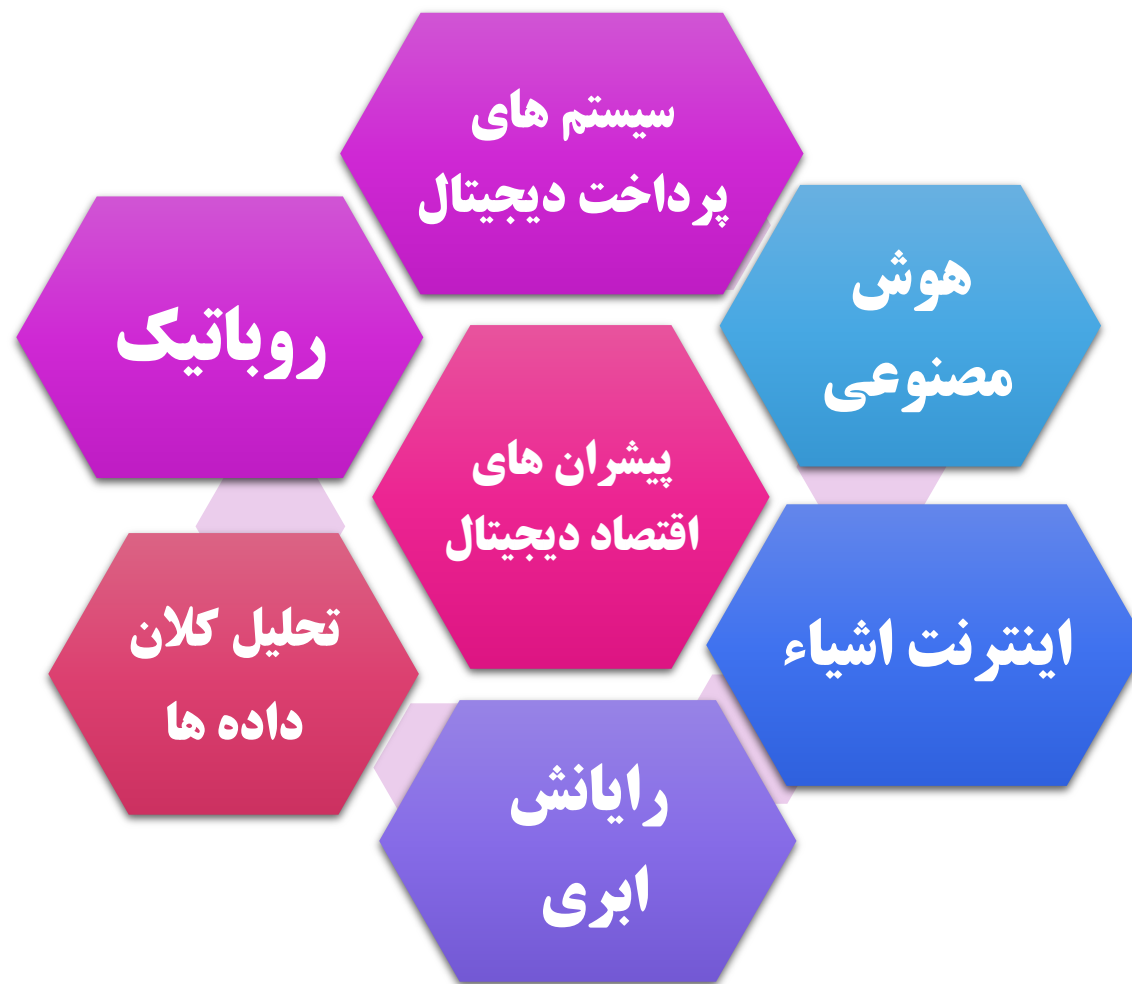 سیستم های
پرداخت دیجیتال
هوش
مصنوعی
روباتیک
پیشران های
اقتصاد دیجیتال
اینترنت اشیاء
تحلیل کلان
داده ها
رایانش
ابری